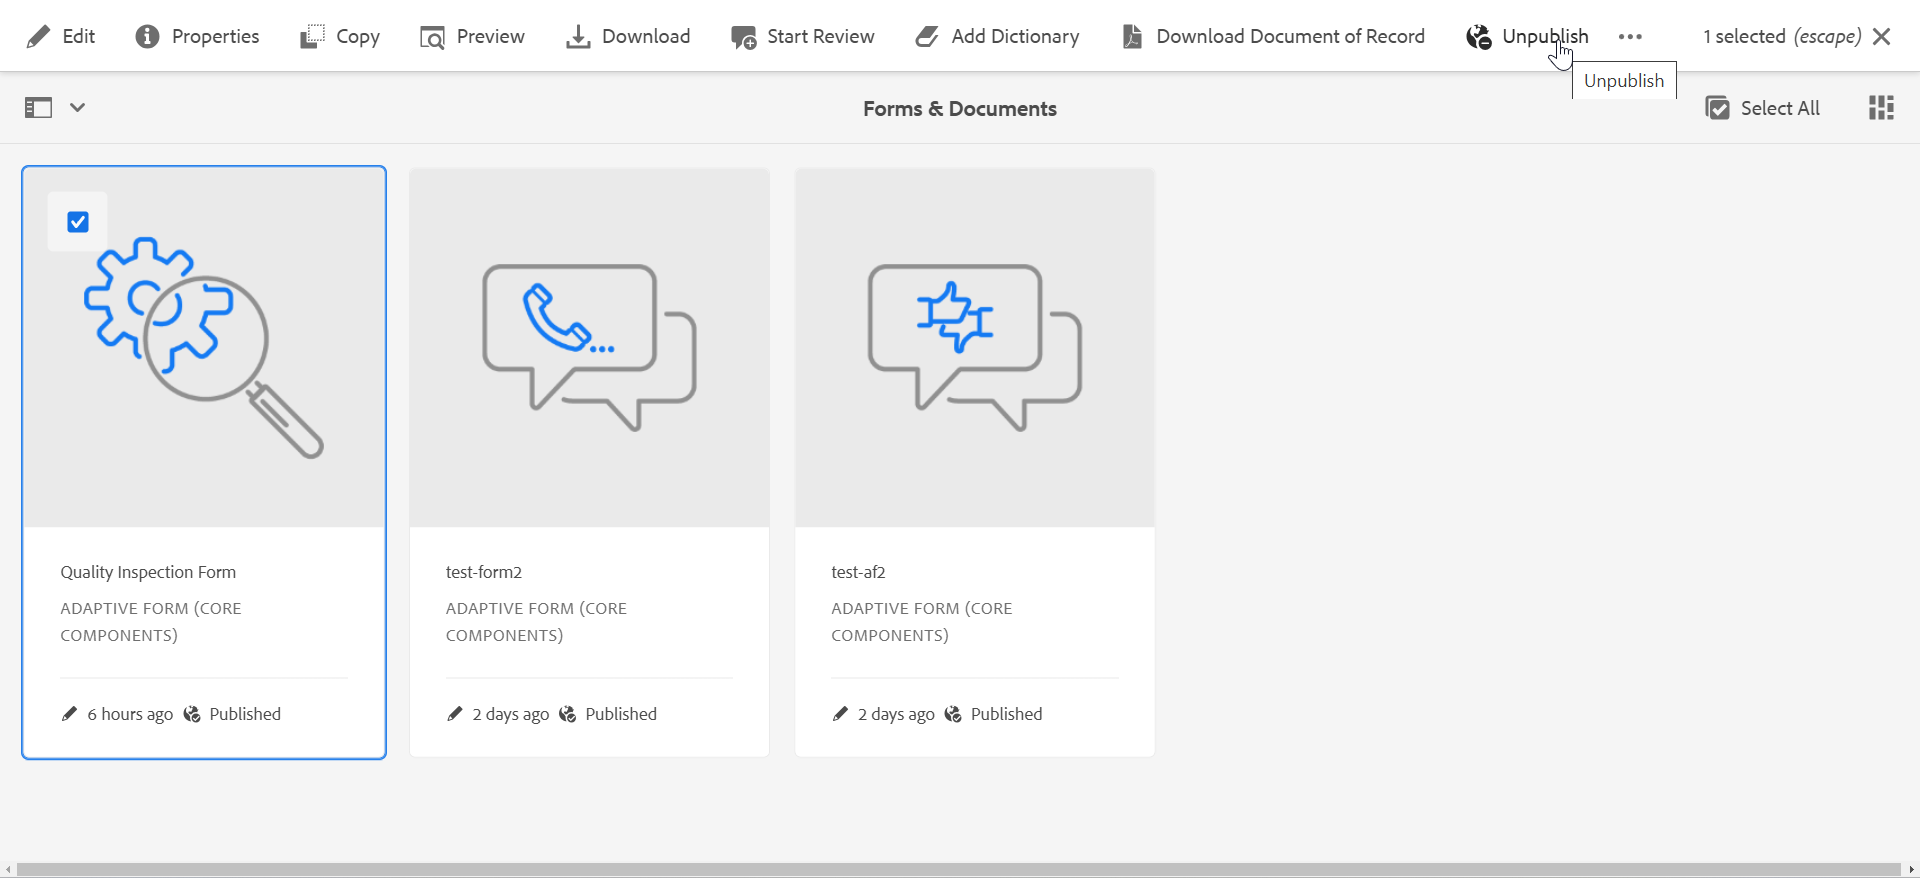 Edit Properties Copy Preview Download Start Review Add Dictionary Download Document of Record Unpublish 1 selected (escape)
Unpublish
Forms & Documents Select All
Quality Inspection Form
ADAPTIVE FORM (CORE
COMPONENTS)
6 hours ago Published
test-form2
ADAPTIVE FORM (CORE
COMPONENTS)
2 days ago Published
test-af2
ADAPTIVE FORM (CORE
COMPONENTS)
2 days ago Published